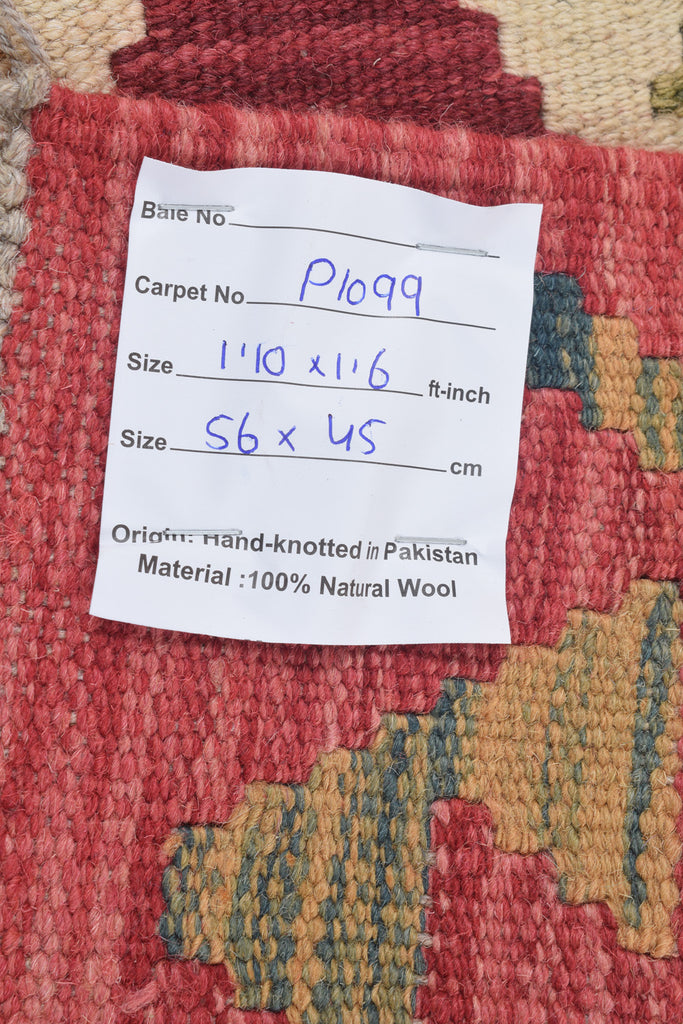 Bale No
Carpet No P1099
Size 1'10 x 1'6 ft-inch
Size 56 x 45 cm
Origin: Hand-knotted in Pakistan
Material :100% Natural Wool